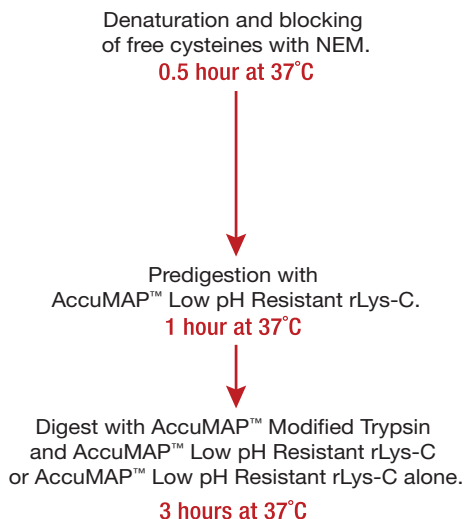 Denaturation and blocking
of free cysteines with NEM.
0.5 hour at 37˚C
Predigestion with
AccuMAP™ Low pH Resistant rLys-C.
1 hour at 37˚C
Digest with AccuMAP™ Modified Trypsin
and AccuMAP™ Low pH Resistant rLys-C
or AccuMAP™ Low pH Resistant rLys-C alone.
3 hours at 37˚C